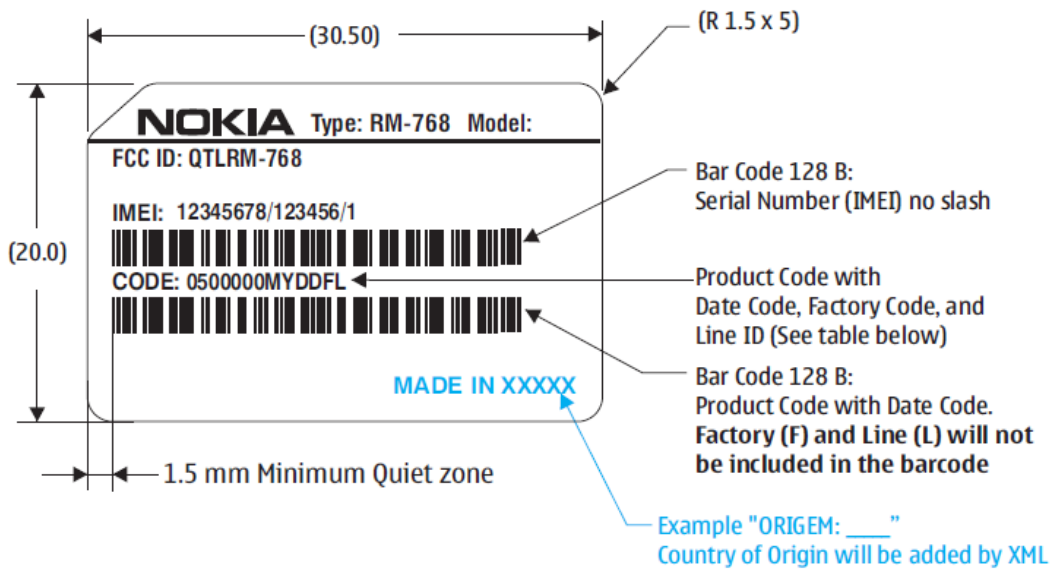 (30.50)
(R 1.5 x 5)
NOKIA Type: RM-768 Model:
FCC ID: QTLRM-768
IMEI: 12345678/123456/1
(20.0)
CODE: 0500000MYDDFL
MADE IN XXXXX
1.5 mm Minimum Quiet zone
Bar Code 128 B:
Serial Number (IMEI) no slash
Product Code with
Date Code, Factory Code, and
Line ID (See table below)
Bar Code 128 B:
Product Code with Date Code.
Factory (F) and Line (L) will not
be included in the barcode
Example "ORIGEM: ____”
Country of Origin will be added by XML